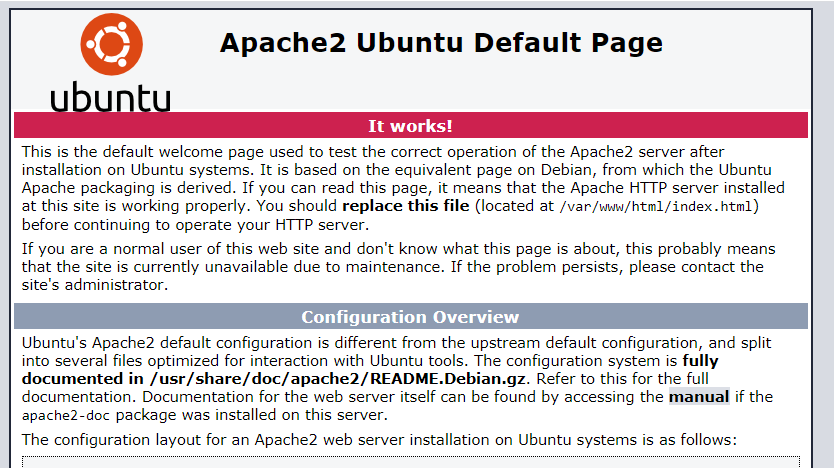 Apache2 Ubuntu Default Page
ubuntu
It works!
This is the default welcome page used to test the correct operation of the Apache2 server after
installation on Ubuntu systems. It is based on the equivalent page on Debian, from which the Ubuntu
Apache packaging is derived. If you can read this page, it means that the Apache HTTP server installed
at this site is working properly. You should replace this file (located at /var/www/html/index.html)
before continuing to operate your HTTP server.
If you are a normal user of this web site and don't know what this page is about, this probably means
that the site is currently unavailable due to maintenance. If the problem persists, please contact the
site's administrator.
Configuration Overview
Ubuntu's Apache2 default configuration is different from the upstream default configuration, and split
into several files optimized for interaction with Ubuntu tools. The configuration system is fully
documented in /usr/share/doc/apache2/README.Debian.gz. Refer to this for the full
documentation. Documentation for the web server itself can be found by accessing the manual if the
apache2-doc package was installed on this server.
The configuration layout for an Apache2 web server installation on Ubuntu systems is as follows: